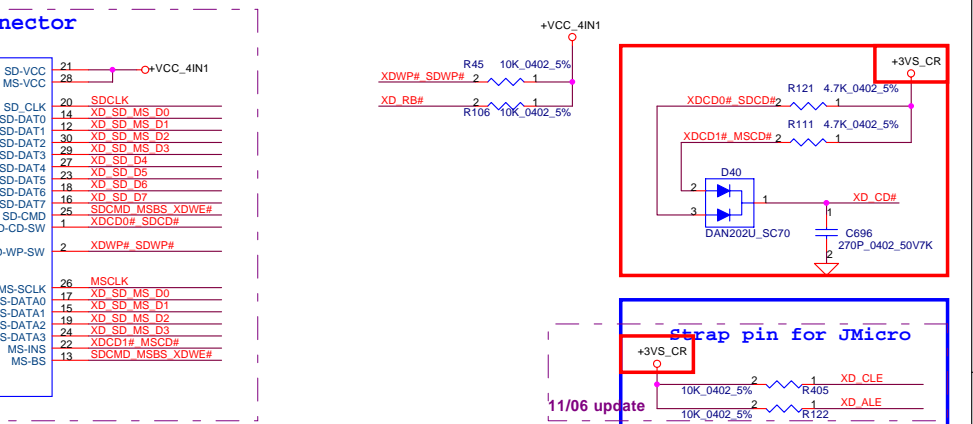 nector
SD-VCC 21 +VCC_4IN1
MS-VCC 28
SD_CLK 20 SDCLK
SD-DAT0 14 XD_SD_MS_D0
SD-DAT1 12 XD_SD_MS_D1
SD-DAT2 30 XD_SD_MS_D2
SD-DAT3 29 XD_SD_MS_D3
SD-DAT4 27 XD_SD_D4
SD-DAT5 23 XD_SD_D5
SD-DAT6 18 XD_SD_D6
SD-DAT7 16 XD_SD_D7
SD-CMD 25 SDCMD_MSBS_XDWE#
D-CD-SW 1 XDCD0#_SDCD#
D-WP-SW 2 XDWP#_SDWP#
MS-SCLK 26 MSCLK
S-DATA0 17 XD_SD_MS_D0
S-DATA1 15 XD_SD_MS_D1
S-DATA2 19 XD_SD_MS_D2
S-DATA3 24 XD_SD_MS_D3
MS-INS 22 XDCD1#_MSCD#
MS-BS 13 SDCMD_MSBS_XDWE#
+VCC_4IN1
R45 10K_0402_5%
XDWP#_SDWP# 2 1
XD_RB# 2 1
R106 10K_0402_5%
+3VS_CR
R121 4.7K_0402_5%
XDCD0#_SDCD# 2 1
R111 4.7K_0402_5%
XDCD1#_MSCD# 2 1
D40
2
1 XD_CD#
3
DAN202U_SC70
1
C696
270P_0402_50V7K
2
Strap pin for JMicro
+3VS_CR
2 1 XD_CLE
10K_0402_5% R405
11/06 update
2 1 XD_ALE
10K_0402_5% R122